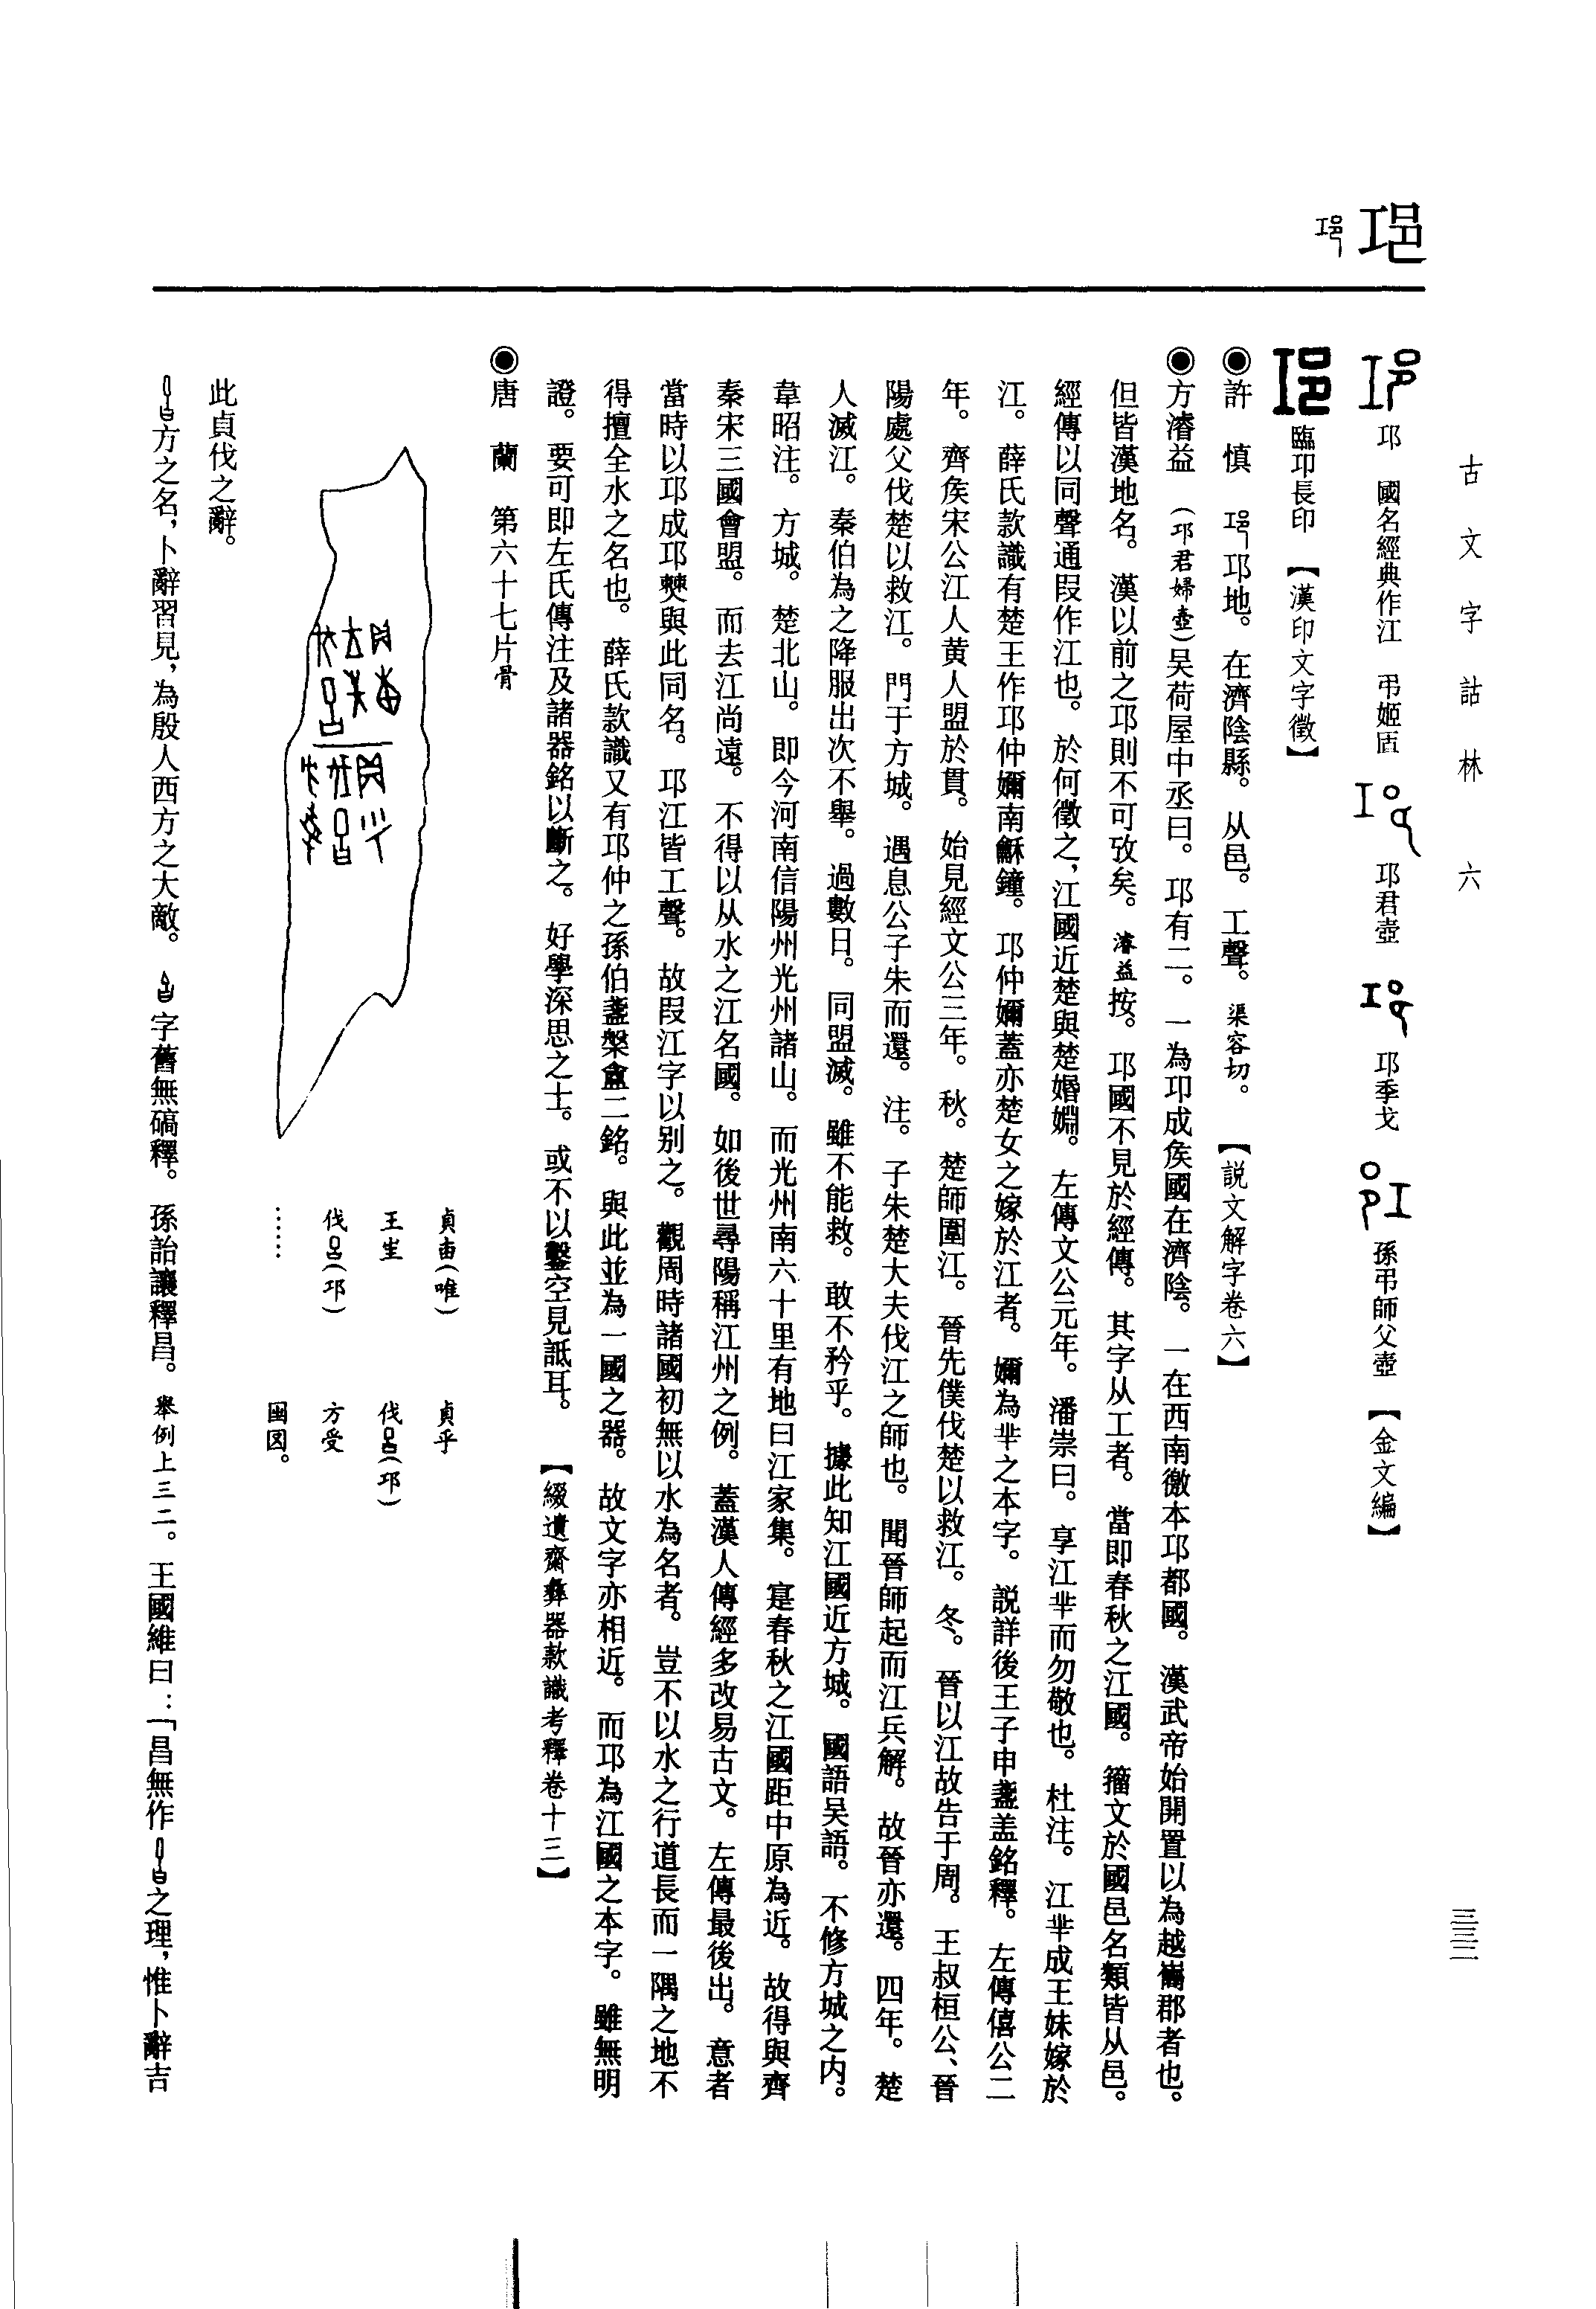 古文字詁林　六
三三二
邛　國名經典作江　弔姬匜　邛君壺　邛季戈　孫弔師父壺　【金文編】
臨邛長印　【漢印文字徵】
◉許　慎　邛地。在濟陰縣。从邑。工聲。渠容切。　【説文解字卷六】
◉方濬益　(邛君婦壺)吴荷屋中丞曰。邛有二。一為邛成矦國在濟陰。一在西南徼本邛都國。漢武帝始開置以為越巂郡者也。
但皆漢地名。漢以前之邛則不可攷矣。濬益按。邛國不見於經傳。其字从工者。當即春秋之江國。籀文於國邑名類皆从邑。
經傳以同聲通叚作江也。於何徵之，江國近楚與楚婚媾。左傳文公元年。潘崇曰。享江羋而勿敬也。杜注。江羋成王妹嫁於
江。薛氏款識有楚王作邛仲嬭南龢鐘。邛仲嬭蓋亦楚女之嫁於江者。嬭為羋之本字。説詳後王子申盞盖銘釋。左傳僖公二
年。齊矦宋公江人黄人盟於貫。始見經文公三年。秋。楚師圍江。晉先僕伐楚以救江。冬。晉以江故告于周。王叔桓公、晉
陽處父伐楚以救江。門于方城。遇息公子朱而還。注。子朱楚大夫伐江之師也。聞晉師起而江兵解。故晉亦還。四年。楚
人滅江。秦伯為之降服出次不舉。過數日。同盟滅。雖不能救。敢不矜乎。據此知江國近方城。國語吴語。不修方城之内。
韋昭注。方城。楚北山。即今河南信陽州光州諸山。而光州南六十里有地曰江家集。寔春秋之江國距中原為近。故得與齊
秦宋三國會盟。而去江尚遠。不得以从水之江名國。如後世尋陽稱江州之例。蓋漢人傳經多改易古文。左傳最後出。意者
當時以邛成邛僰與此同名。邛江皆工聲。故叚江字以别之。觀周時諸國初無以水為名者。豈不以水之行道長而一隅之地不
得擅全水之名也。薛氏款識又有邛仲之孫伯盞槃盦二銘。與此並為一國之器。故文字亦相近。而邛為江國之本字。雖無明
證。要可即左氏傳注及諸器銘以斷之。好學深思之士。或不以鑿空見詆耳。　【綴遺齋彝器款識考釋卷十三】
◉唐　蘭　第六十七片骨
貞叀(唯)　貞乎
王㞷　伐𢀛(邛)
伐𢀛(邛)　方受
……　囗囗。
此貞伐之辭。
方之名，卜辭習見，為殷人西方之大敵。字舊無碻釋。孫詒讓釋昌。舉例上三二。王國維曰：「昌無作之理，惟卜辭吉